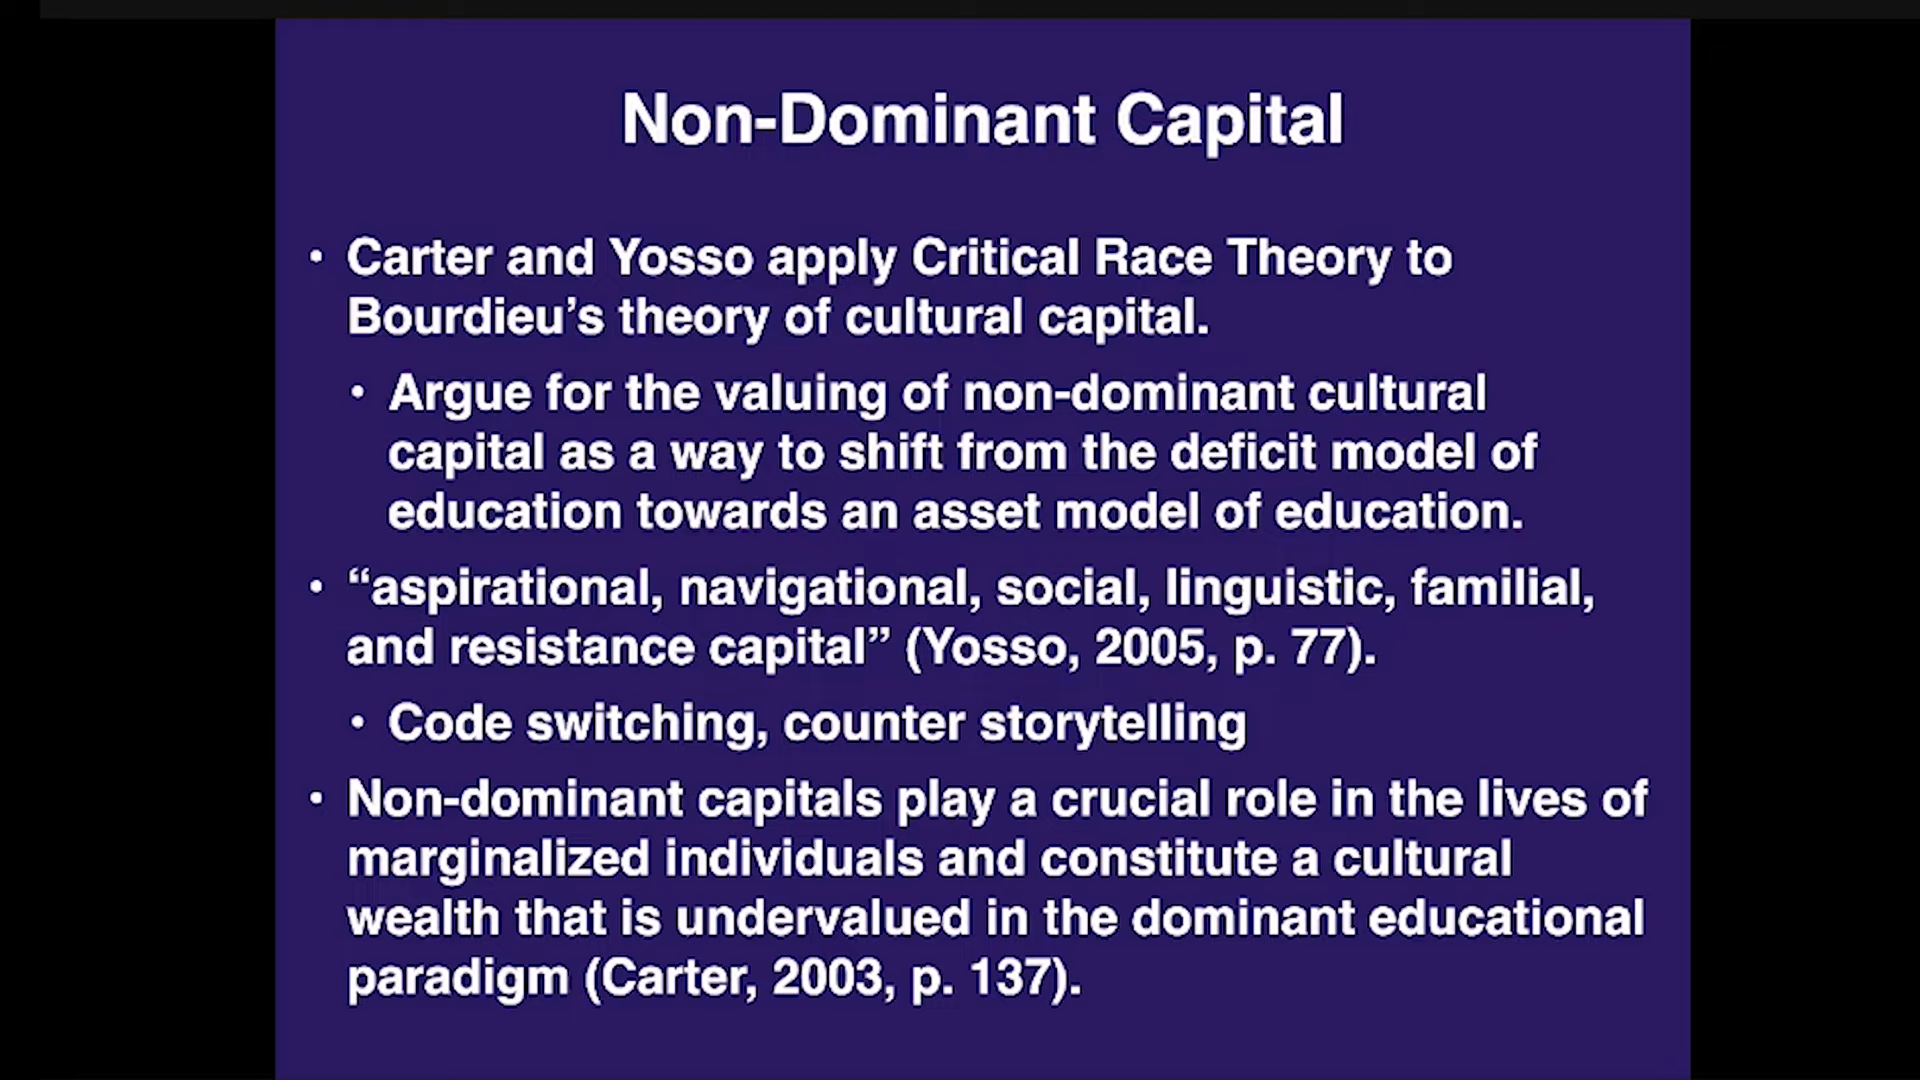 Non-Dominant Capital
• Carter and Yosso apply Critical Race Theory to
Bourdieu’s theory of cultural capital.
• Argue for the valuing of non-dominant cultural
capital as a way to shift from the deficit model of
education towards an asset model of education.
• “aspirational, navigational, social, linguistic, familial,
and resistance capital” (Yosso, 2005, p. 77).
• Code switching, counter storytelling
• Non-dominant capitals play a crucial role in the lives of
marginalized individuals and constitute a cultural
wealth that is undervalued in the dominant educational
paradigm (Carter, 2003, p. 137).